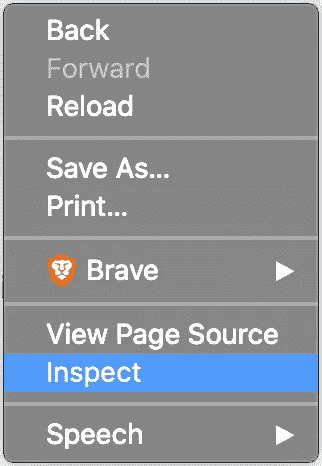 Back
Forward
Reload
Save As...
Print...
Brave
View Page Source
Inspect
Speech